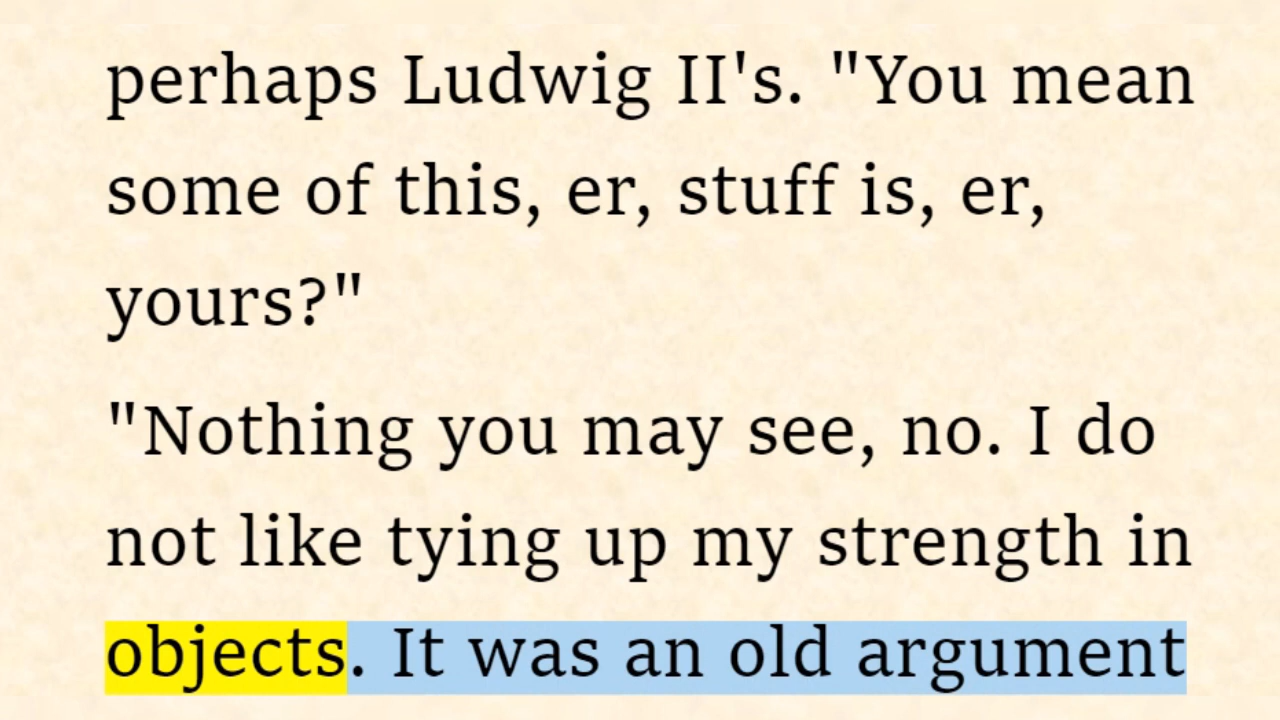 perhaps Ludwig II's. "You mean
some of this, er, stuff is, er,
yours?"
"Nothing you may see, no. I do
not like tying up my strength in
objects. It was an old argument